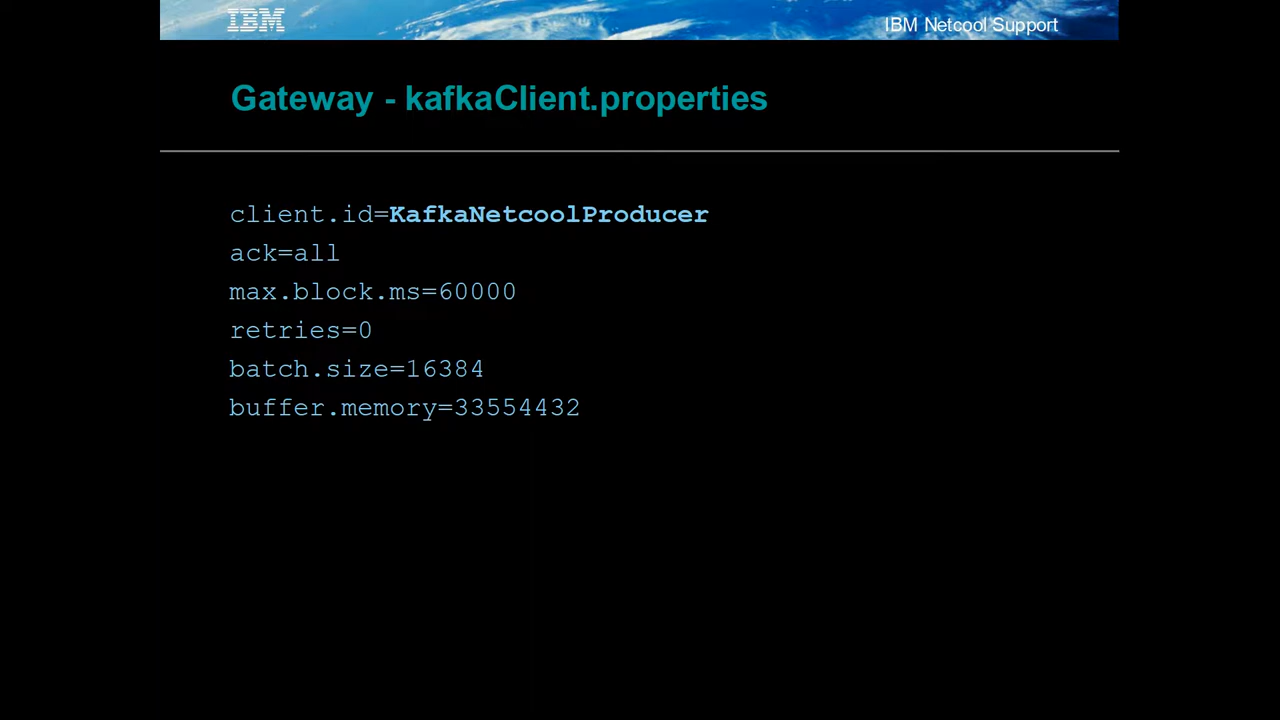 IBM
IBM Netcool Support
Gateway - kafkaClient.properties
client.id=KafkaNetcoolProducer
ack=all
max.block.ms=60000
retries=0
batch.size=16384
buffer.memory=33554432